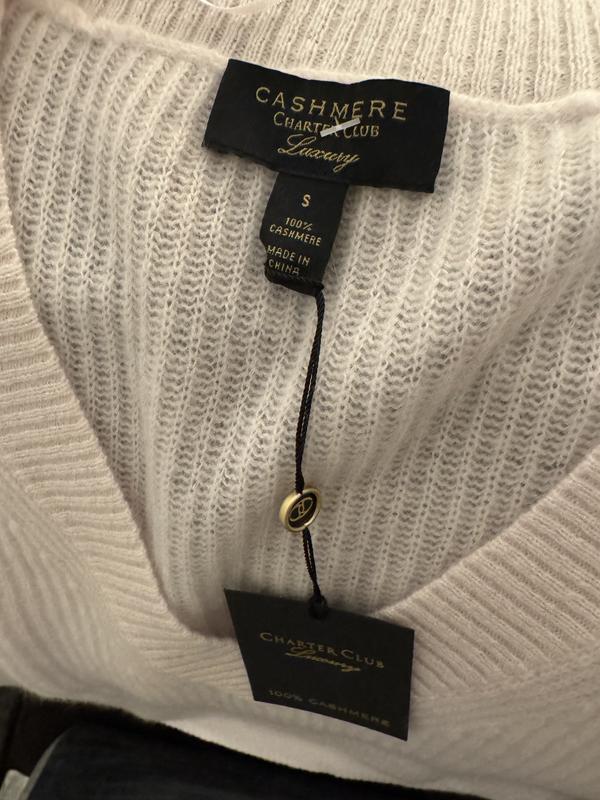 CASHMERE
CHARTER CLUB
Luxury
S
100%
CASHMERE
MADE IN
CHINA
CHARTER CLUB
Luxury
100% CASHMERE